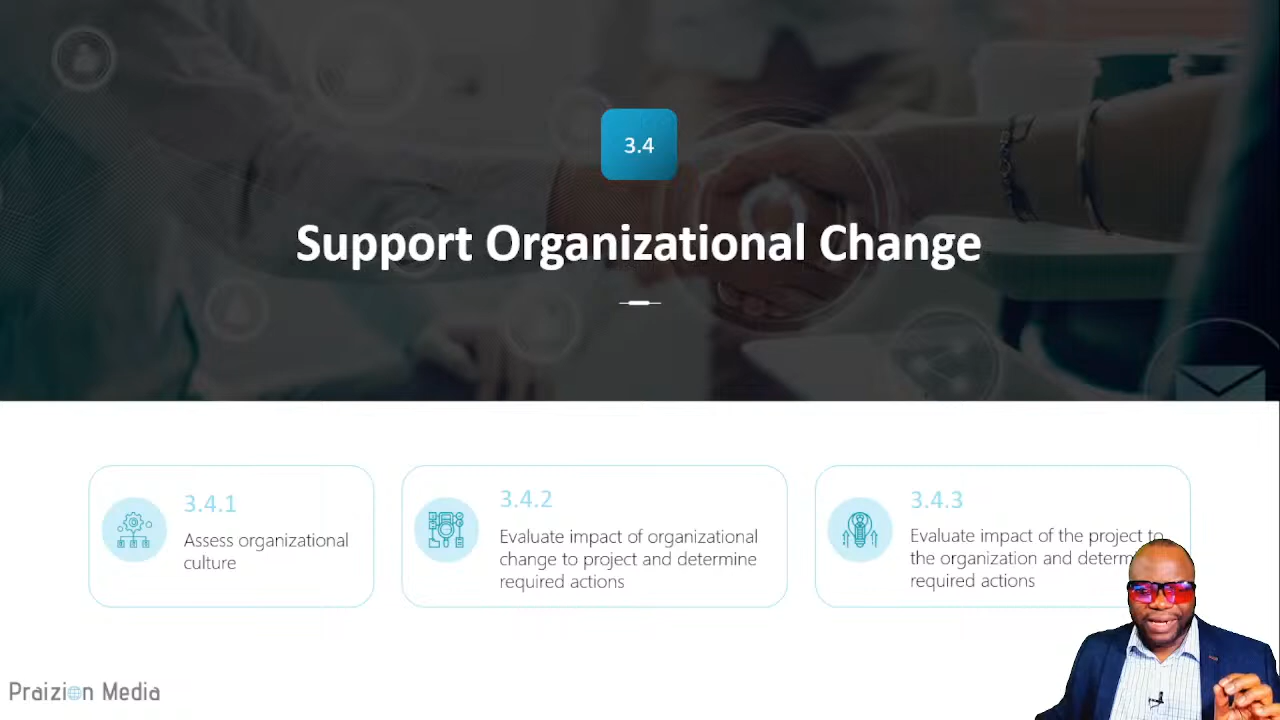 3.4
Support Organizational Change
3.4.1
Assess organizational
culture
3.4.2
Evaluate impact of organizational
change to project and determine
required actions
3.4.3
Evaluate impact of the project to
the organization and determ
required actions
Praizion Media